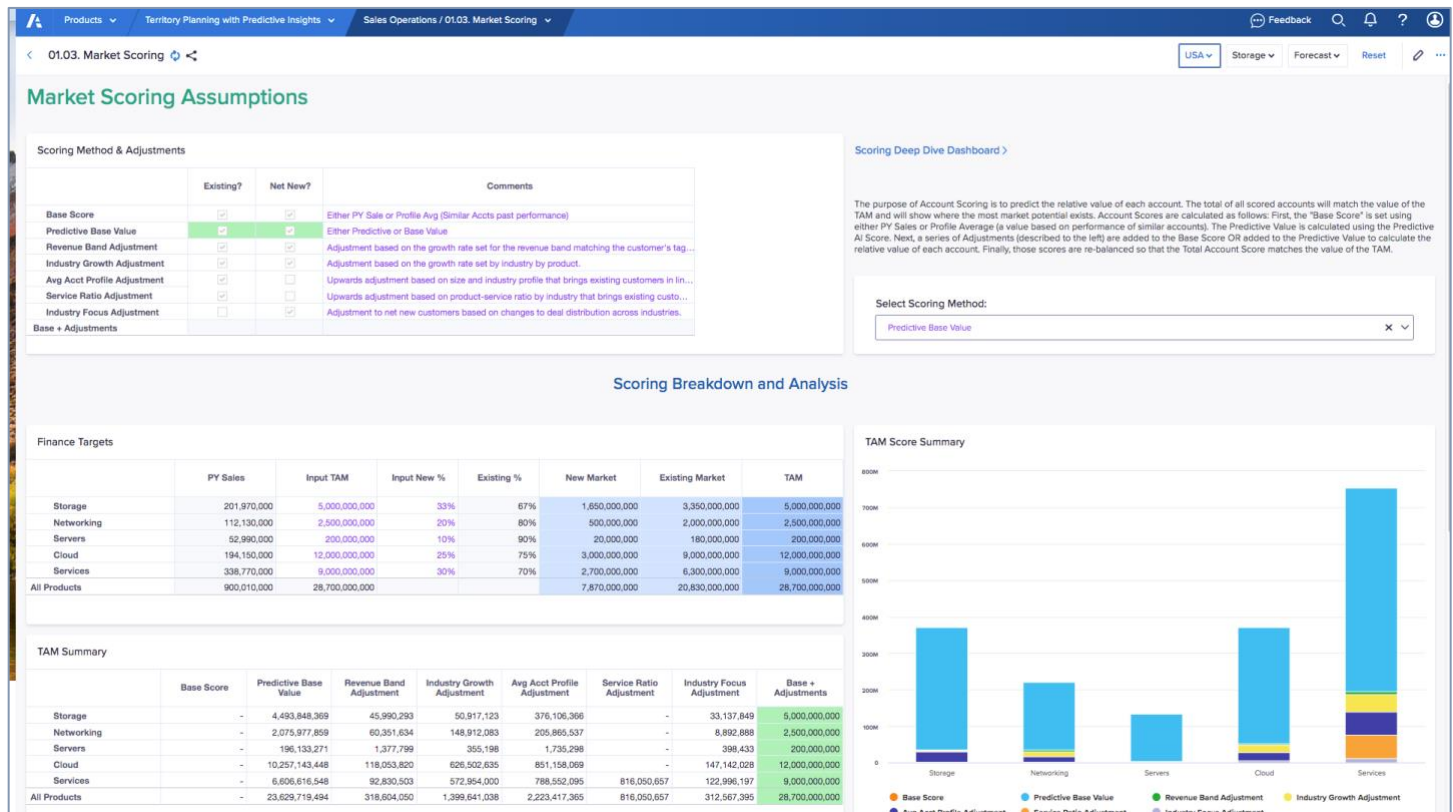 Products
Territory Planning with Predictive Insights
Sales Operations / 01.03. Market Scoring
Feedback
01.03. Market Scoring
USA
Storage
Forecast
Reset
Market Scoring Assumptions
Scoring Method & Adjustments
Existing? Net New? Comments
Base Score Either PY Sale or Profile Avg (Similar Accts past performance)
Predictive Base Value Either Predictive or Base Value
Revenue Band Adjustment Adjustment based on the growth rate set for the revenue band matching the customer's tag...
Industry Growth Adjustment Adjustment based on the growth rate set by industry by product.
Avg Acct Profile Adjustment Upwards adjustment based on size and industry profile that brings existing customers in lin...
Service Ratio Adjustment Upwards adjustment based on product-service ratio by industry that brings existing custo...
Industry Focus Adjustment Adjustment to net new customers based on changes to deal distribution across industries.
Base + Adjustments
Scoring Deep Dive Dashboard
The purpose of Account Scoring is to predict the relative value of each account. The total of all scored accounts will match the value of the
TAM and will show where the most market potential exists. Account Scores are calculated as follows: First, the "Base Score" is set using
either PY Sales or Profile Average (a value based on performance of similar accounts). The Predictive Value is calculated using the Predictive
AI Score. Next, a series of Adjustments (described to the left) are added to the Base Score OR added to the Predictive Value to calculate the
relative value of each account. Finally, those scores are re-balanced so that the Total Account Score matches the value of the TAM.
Select Scoring Method:
Predictive Base Value
Scoring Breakdown and Analysis
Finance Targets
PY Sales Input TAM Input New % Existing % New Market Existing Market TAM
Storage 201,970,000 5,000,000,000 33% 67% 1,650,000,000 3,350,000,000 5,000,000,000
Networking 112,130,000 2,500,000,000 20% 80% 500,000,000 2,000,000,000 2,500,000,000
Servers 52,990,000 200,000,000 10% 90% 20,000,000 180,000,000 200,000,000
Cloud 194,150,000 12,000,000,000 25% 75% 3,000,000,000 9,000,000,000 12,000,000,000
Services 338,770,000 9,000,000,000 30% 70% 2,700,000,000 6,300,000,000 9,000,000,000
All Products 900,010,000 28,700,000,000 7,870,000,000 20,830,000,000 28,700,000,000
TAM Summary
Base Score Predictive Base Value Revenue Band Adjustment Industry Growth Adjustment Avg Acct Profile Adjustment Service Ratio Adjustment Industry Focus Adjustment Base + Adjustments
Storage - 4,493,848,369 45,990,293 50,917,123 376,106,366 - 33,137,849 5,000,000,000
Networking - 2,075,977,859 60,351,634 148,912,083 205,865,537 - 8,892,888 2,500,000,000
Servers - 196,133,271 1,377,799 355,198 1,735,298 - 398,433 200,000,000
Cloud - 10,257,143,448 118,053,820 626,502,635 851,158,069 - 147,142,028 12,000,000,000
Services - 6,606,616,548 92,830,503 572,954,000 788,552,095 816,050,657 122,996,197 9,000,000,000
All Products - 23,629,719,494 318,604,050 1,399,641,038 2,223,417,365 816,050,657 312,567,395 28,700,000,000
TAM Score Summary
800M
700M
600M
500M
400M
300M
200M
100M
0
Storage Networking Servers Cloud Services
Base Score Predictive Base Value Revenue Band Adjustment Industry Growth Adjustment
Avg Acct Profile Adjustment Service Ratio Adjustment Industry Focus Adjustment